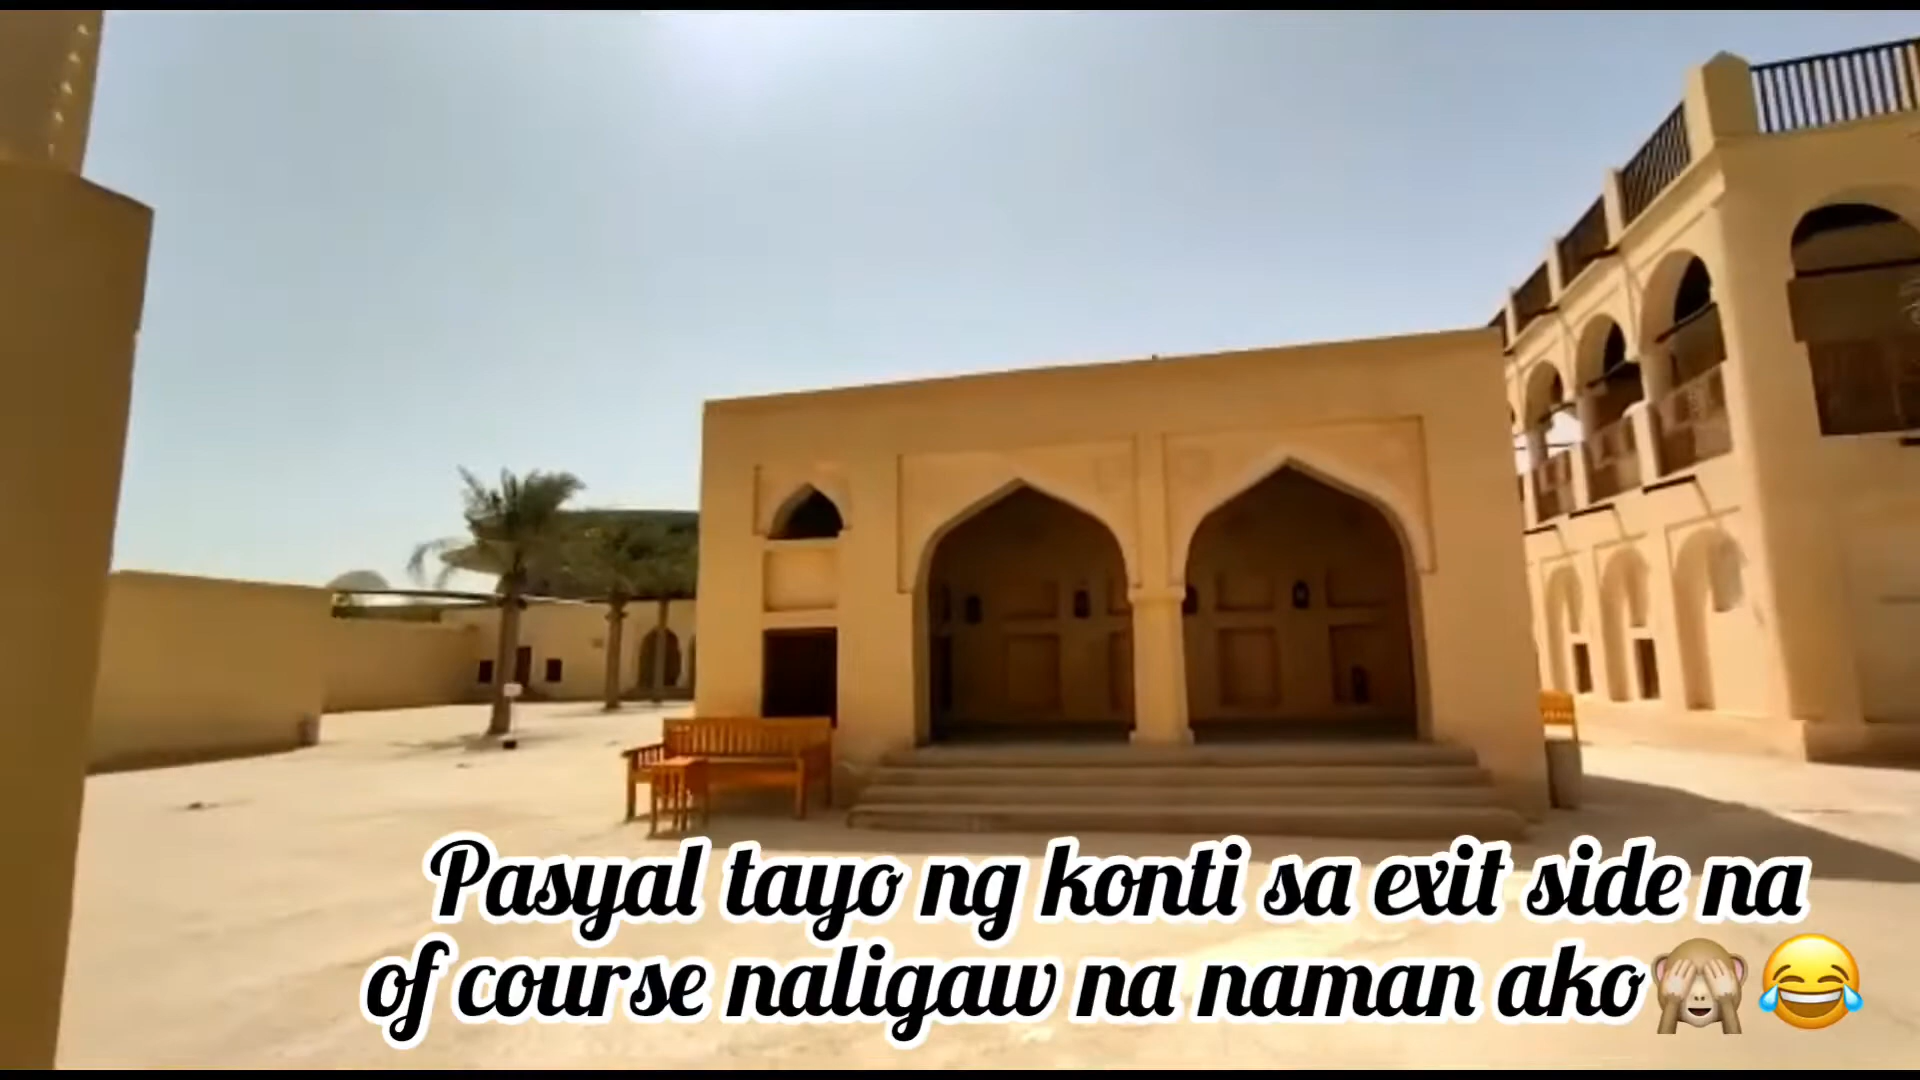 Pasyal tayo ng konti sa exit side na
of course naligaw na naman ako🙈😂